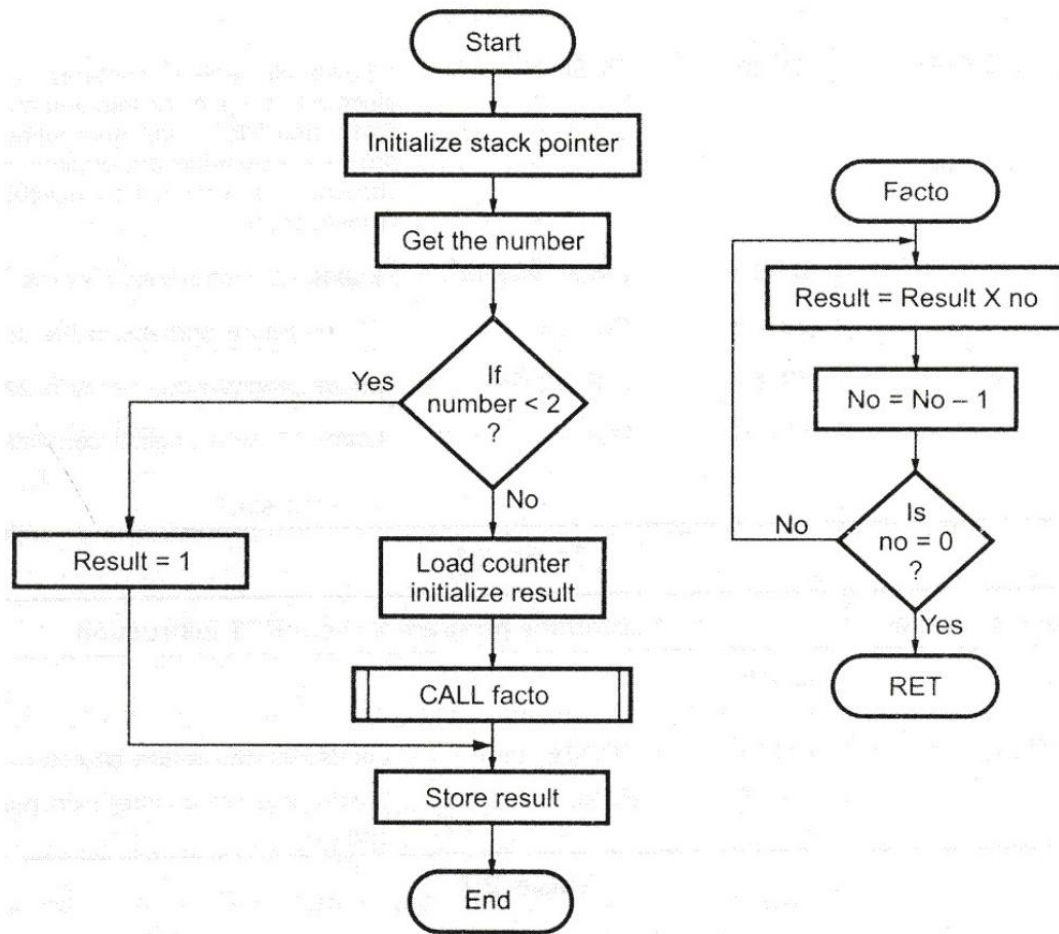 Start
Initialize stack pointer
Get the number
If
number < 2
?
Yes
No
Result = 1
Load counter
initialize result
CALL facto
Store result
End
Facto
Result = Result X no
No = No – 1
Is
no = 0
?
No
Yes
RET